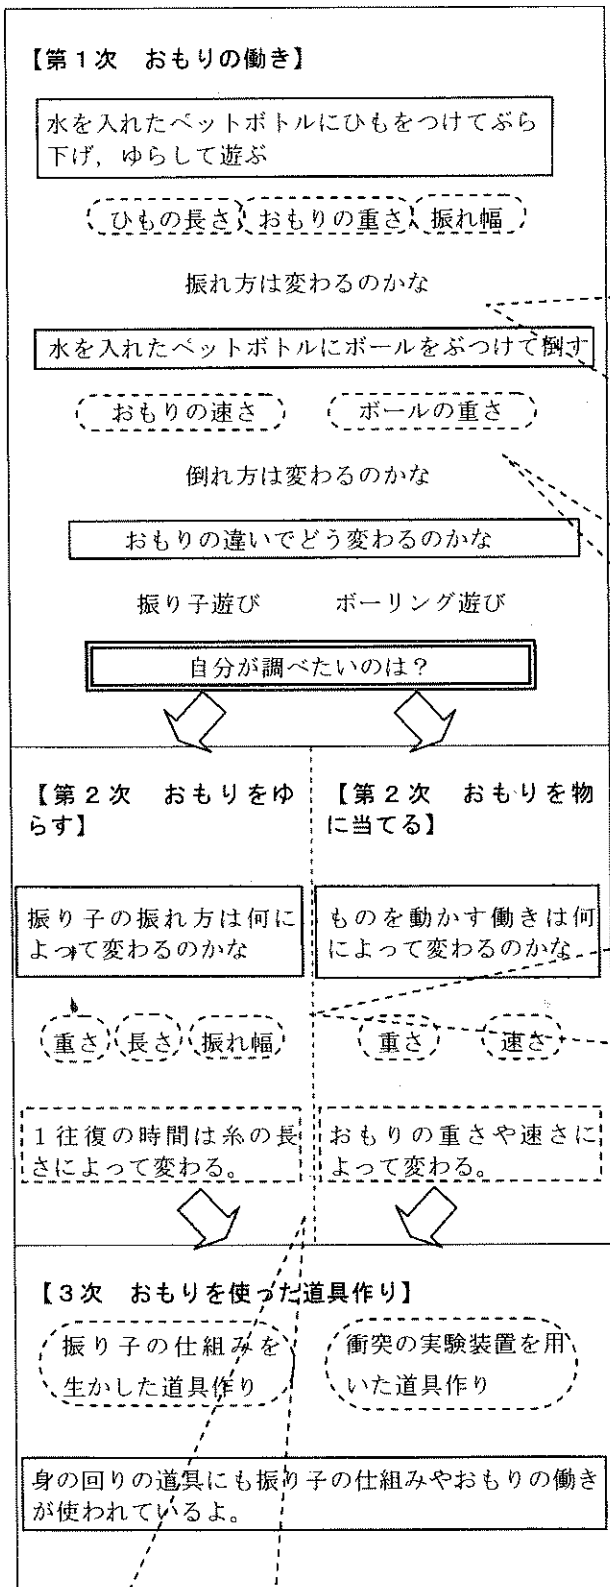 【第1次　おもりの働き】
水を入れたペットボトルにひもをつけてぶら
下げ，ゆらして遊ぶ
ひもの長さ　おもりの重さ　振れ幅
振れ方は変わるのかな
水を入れたペットボトルにボールをぶつけて倒す
おもりの速さ　ボールの重さ
倒れ方は変わるのかな
おもりの違いでどう変わるのかな
振り子遊び　ボーリング遊び
自分が調べたいのは？
【第2次　おもりをゆ
らす】
振り子の振れ方は何に
よって変わるのかな
重さ　長さ　振れ幅
1往復の時間は糸の長
さによって変わる。
【第2次　おもりを物
に当てる】
ものを動かす働きは何
によって変わるのかな
重さ　速さ
おもりの重さや速さに
よって変わる。
【3次　おもりを使った道具作り】
振り子の仕組みを
生かした道具作り
衝突の実験装置を用
いた道具作り
身の回りの道具にも振り子の仕組みやおもりの働き
が使われているよ。